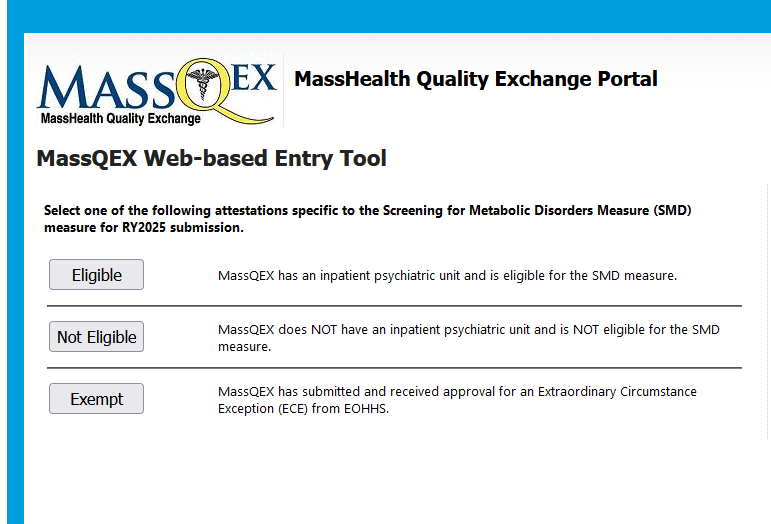 MASSQEX
MassHealth Quality Exchange
MassHealth Quality Exchange Portal
MassQEX Web-based Entry Tool
Select one of the following attestations specific to the Screening for Metabolic Disorders Measure (SMD)
measure for RY2025 submission.
Eligible
MassQEX has an inpatient psychiatric unit and is eligible for the SMD measure.
Not Eligible
MassQEX does NOT have an inpatient psychiatric unit and is NOT eligible for the SMD
measure.
Exempt
MassQEX has submitted and received approval for an Extraordinary Circumstance
Exception (ECE) from EOHHS.